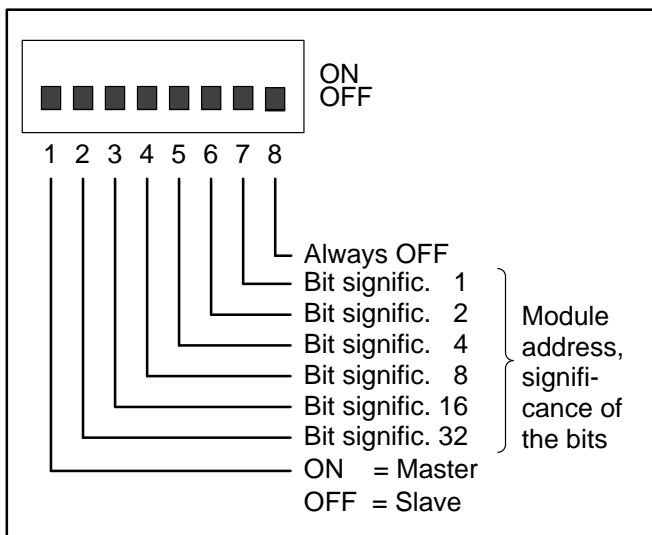 ON
OFF
1 2 3 4 5 6 7 8
Always OFF
Bit signific. 1
Bit signific. 2
Bit signific. 4
Bit signific. 8
Bit signific. 16
Bit signific. 32
Module
address,
signifi-
cance of
the bits
ON = Master
OFF = Slave